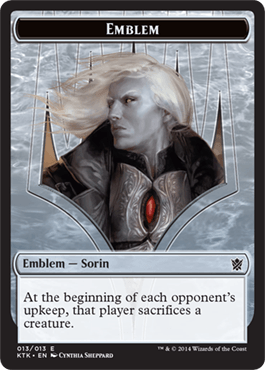 EMBLEM
Emblem — Sorin
At the beginning of each opponent's
upkeep, that player sacrifices a
creature.
013/013 E
KTK • EN CYNTHIA SHEPPARD
™ & © 2014 Wizards of the Coast